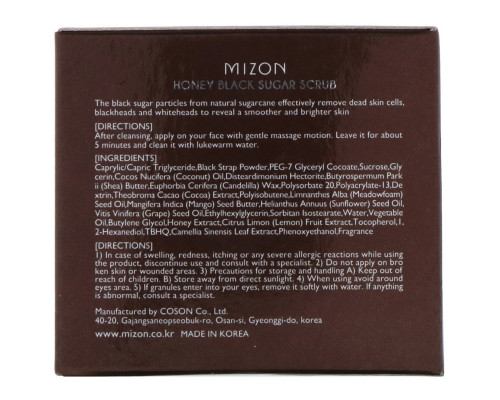 MIZON
HONEY BLACK SUGAR SCRUB
The black sugar particles from natural sugarcane effectively remove dead skin cells,
blackheads and whiteheads to reveal a smoother and brighter skin
[DIRECTIONS]
After cleansing, apply on your face with gentle massage motion. Leave it for about
5 minutes and clean it with lukewarm water.
[INGREDIENTS]
Caprylic/Capric Triglyceride,Black Strap Powder,PEG-7 Glyceryl Cocoate,Sucrose,Gly
cerin,Cocos Nucifera (Coconut) Oil,Disteardimonium Hectorite,Butyrospermum Park
ii (Shea) Butter,Euphorbia Cerifera (Candelilla) Wax,Polysorbate 20,Polyacrylate-13,De
xtrin,Theobroma Cacao (Cocoa) Extract,Polyisobutene,Limnanthes Alba (Meadowfoam)
Seed Oil,Mangifera Indica (Mango) Seed Butter,Helianthus Annuus (Sunflower) Seed Oil,
Vitis Vinifera (Grape) Seed Oil,Ethylhexylglycerin,Sorbitan Isostearate,Water,Vegetable
Oil,Butylene Glycol,Honey Extract,Citrus Limon (Lemon) Fruit Extract,Tocopherol,1,
2-Hexanediol,TBHQ,Camellia Sinensis Leaf Extract,Phenoxyethanol,Fragrance
[DIRECTIONS]
1) In case of swelling, redness, itching or any severe allergic reactions while using
the product, discontinue use and consult with a specialist. 2) Do not apply on bro
ken skin or wounded areas. 3) Precautions for storage and handling A) Keep out of
reach of children. B) Store away from direct sunlight. 4) When using avoid around
eyes area. 5) If granules enter into your eyes, remove it softly with water. If anything
is abnormal, consult a specialist.
Manufactured by COSON Co., Ltd.
40-20, Gajangsaneopseobuk-ro, Osan-si, Gyeonggi-do, korea
www.mizon.co.kr MADE IN KOREA